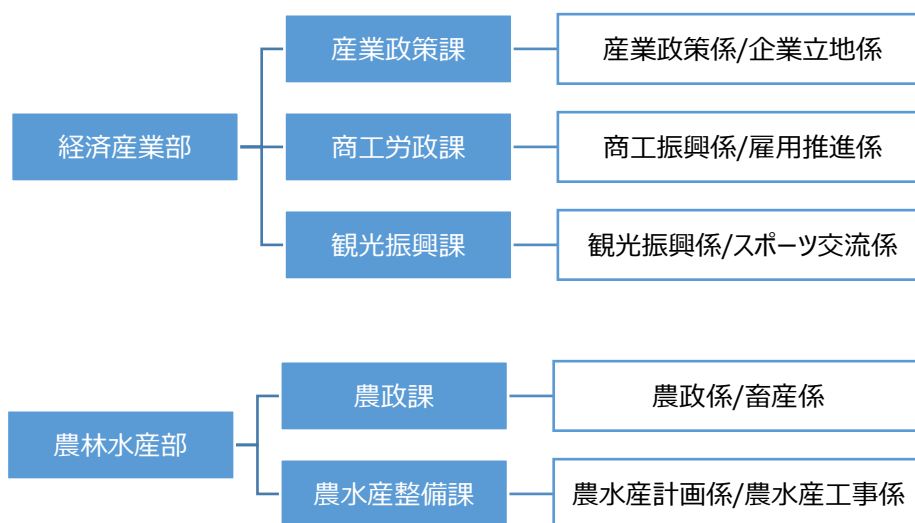 産業政策課
産業政策係/企業立地係
経済産業部
商工労政課
商工振興係/雇用推進係
観光振興課
観光振興係/スポーツ交流係
農政課
農政係/畜産係
農林水産部
農水産整備課
農水産計画係/農水産工事係